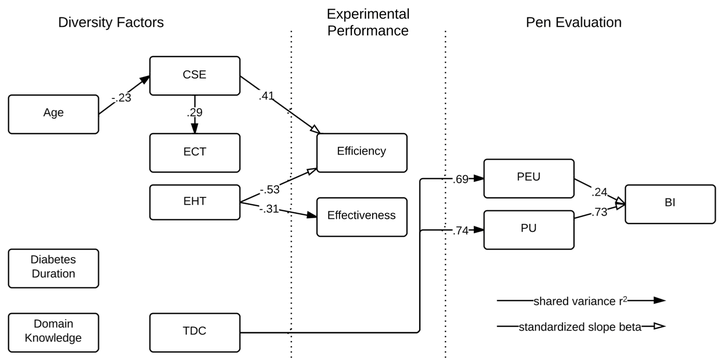 Diversity Factors
Experimental
Performance
Pen Evaluation
CSE
Age
-.23
.41
.29
ECT
Efficiency
EHT
-.53
-.31
Effectiveness
.69
PEU
.24
BI
.74
PU
.73
Diabetes
Duration
Domain
Knowledge
TDC
shared variance r²
standardized slope beta